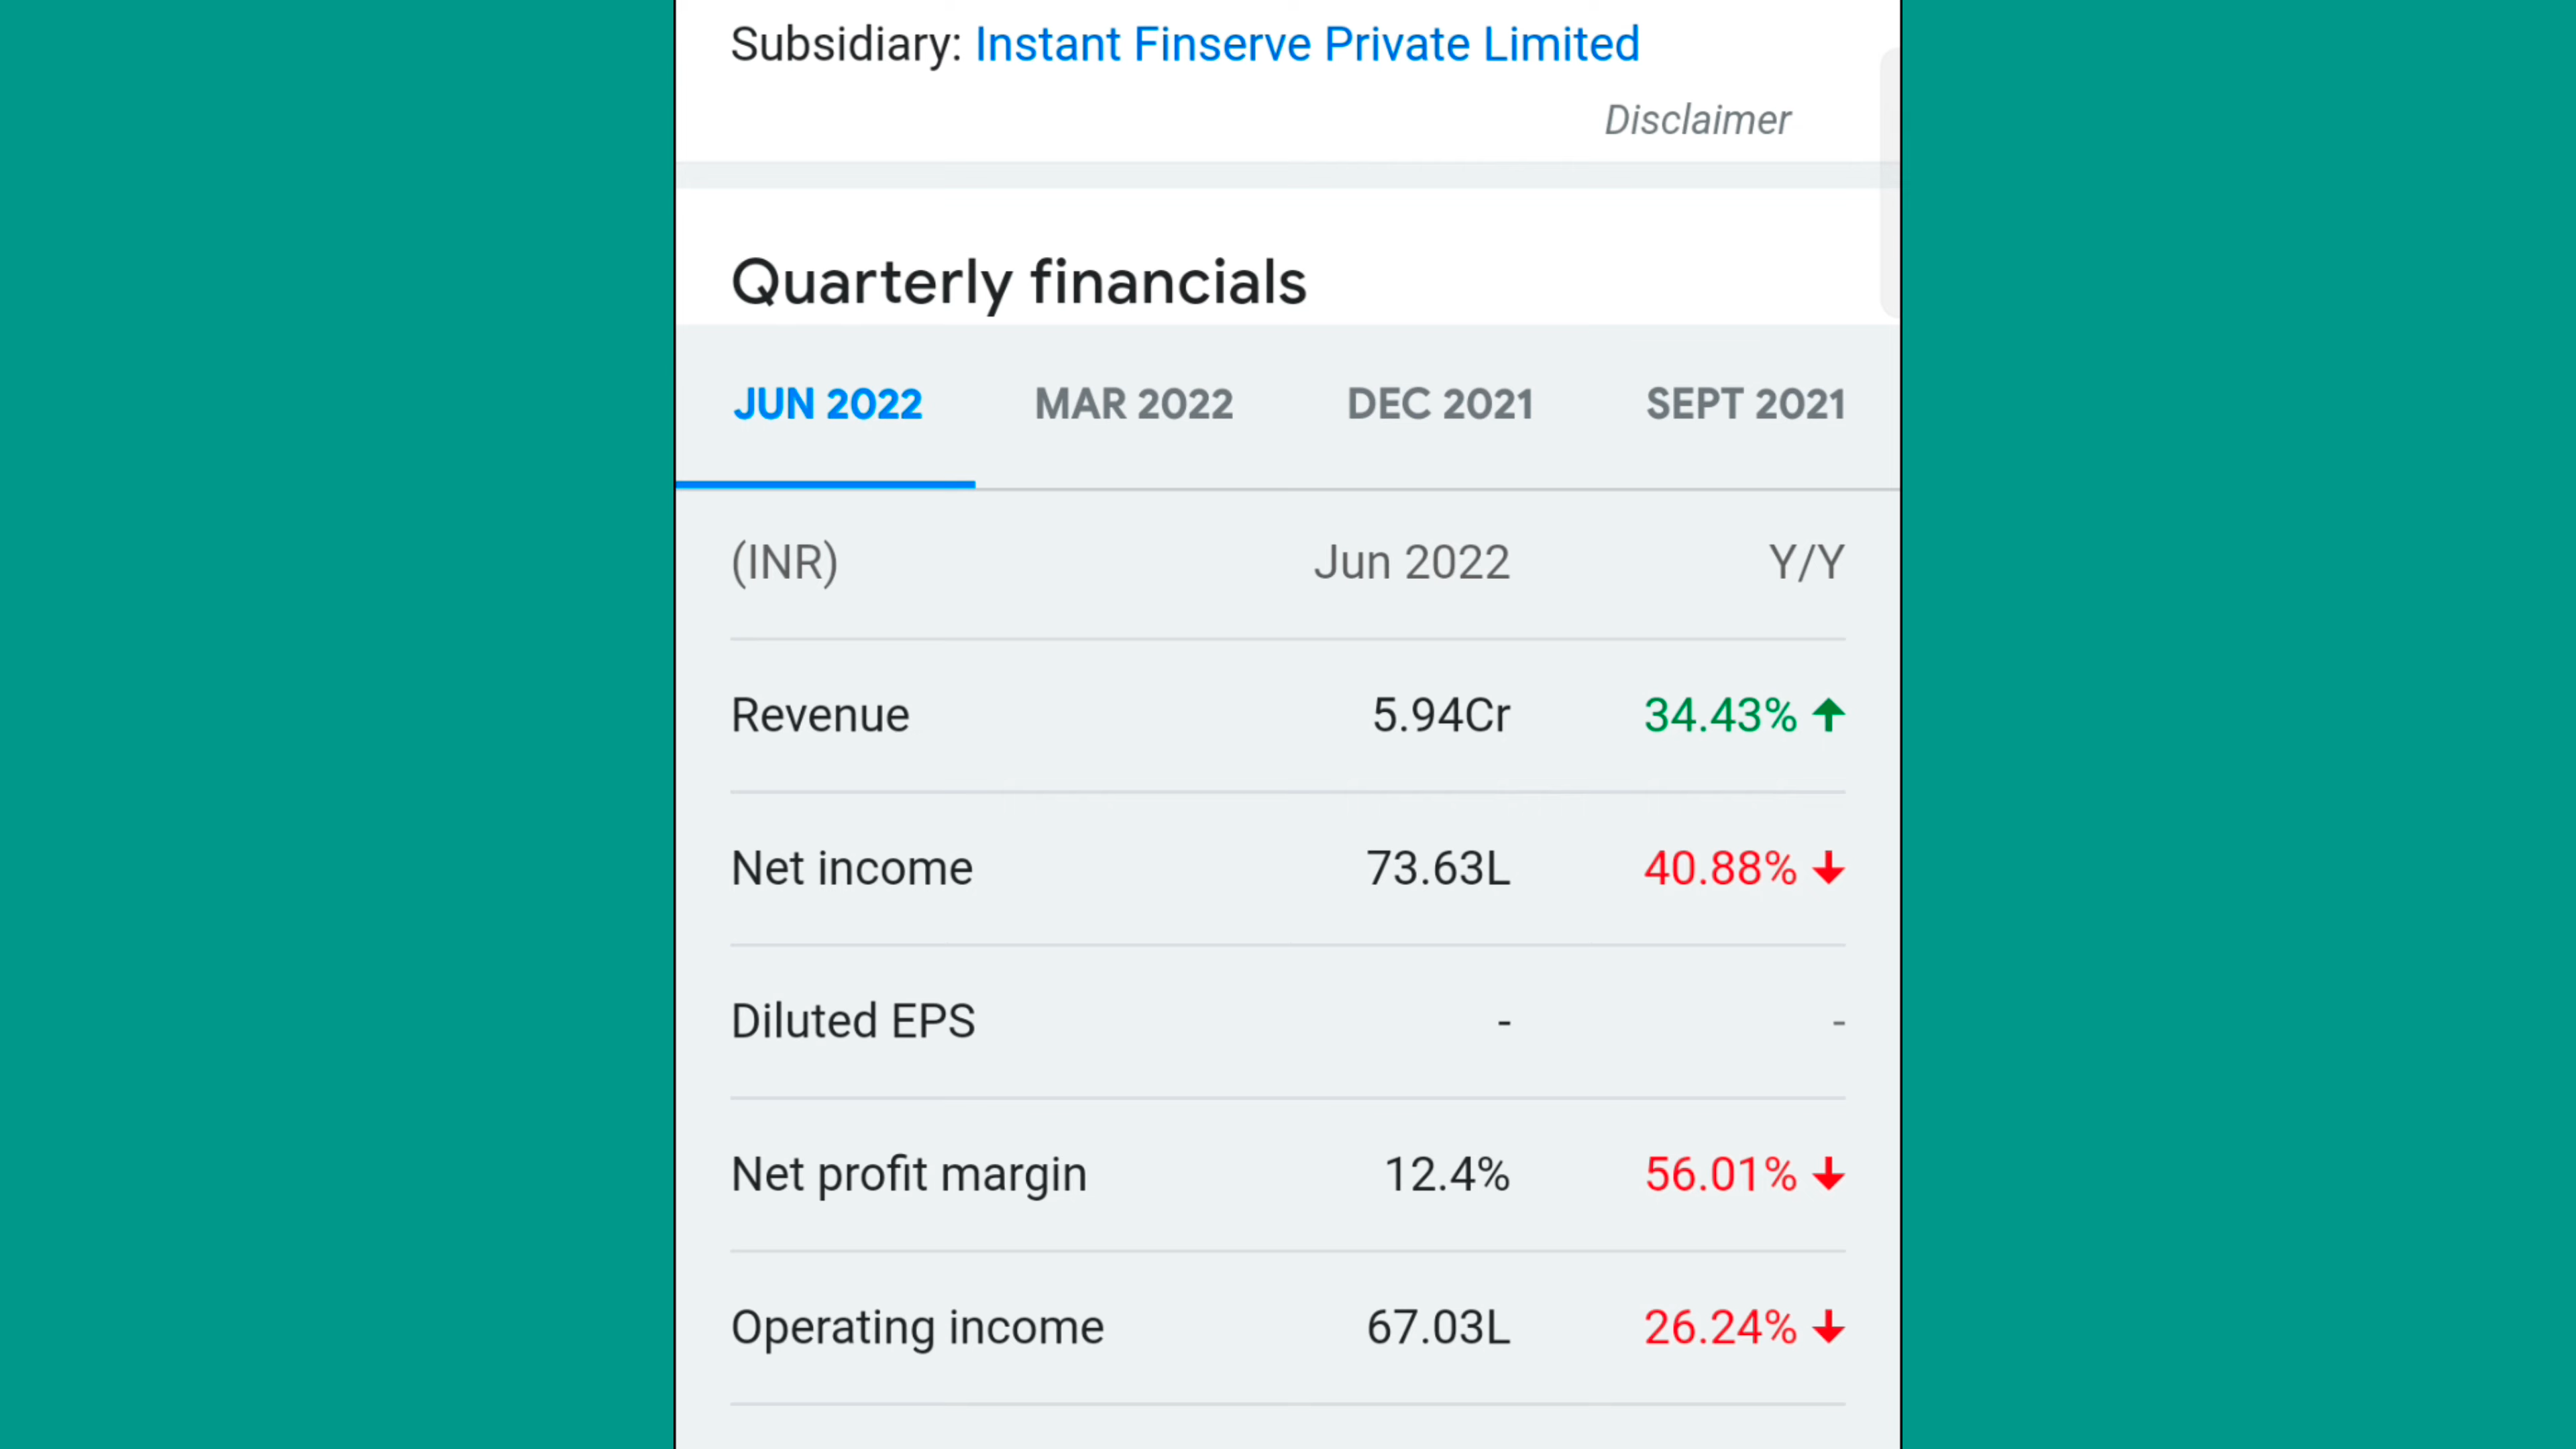 Subsidiary: Instant Finserve Private Limited
Disclaimer
Quarterly financials
JUN 2022 MAR 2022 DEC 2021 SEPT 2021
(INR) Jun 2022 Y/Y
Revenue 5.94Cr 34.43% ↑
Net income 73.63L 40.88% ↓
Diluted EPS - -
Net profit margin 12.4% 56.01% ↓
Operating income 67.03L 26.24% ↓